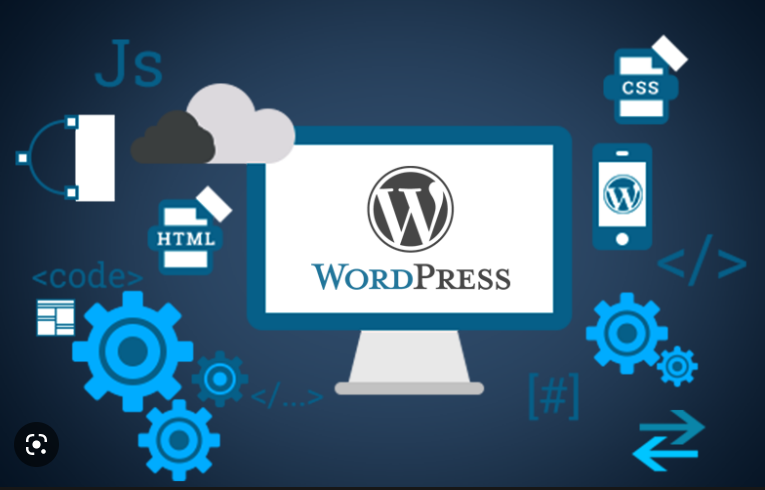 Js
CSS
HTML
W
WORDPRESS
W
<code>
</>
</...>
[#]